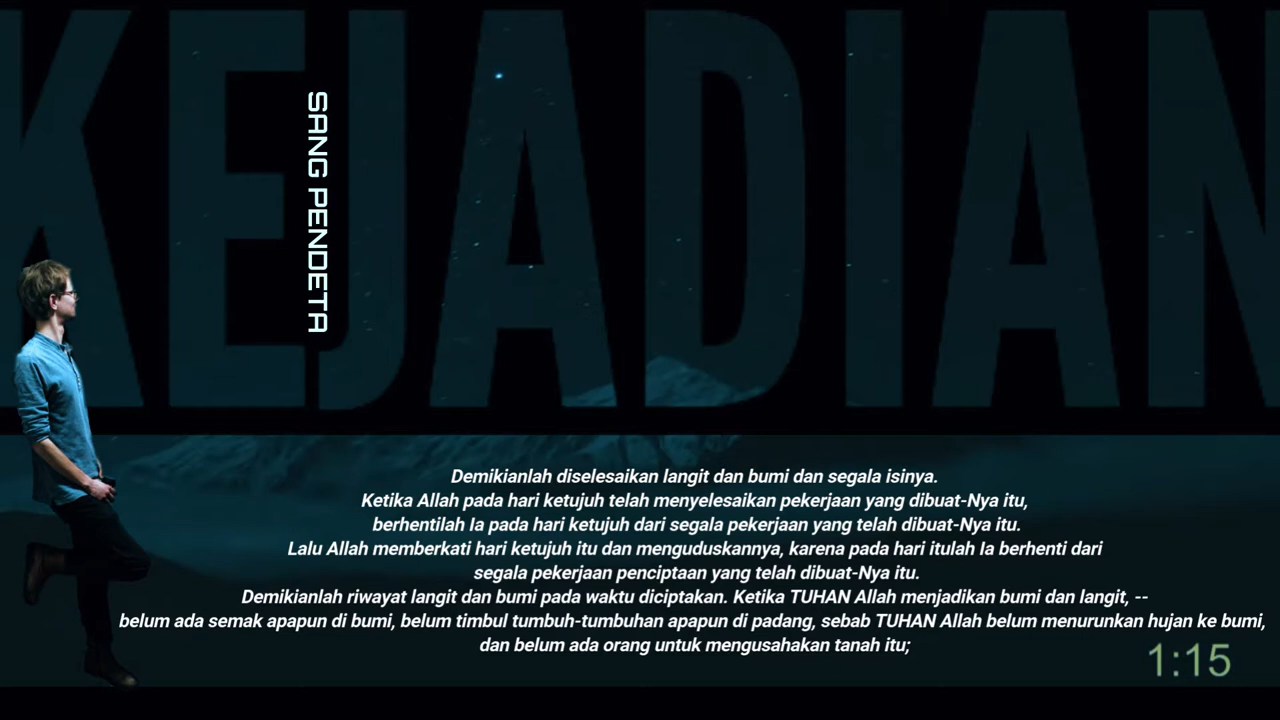 KEJADIAN
SANG PENDETA
Demikianlah diselesaikan langit dan bumi dan segala isinya.
Ketika Allah pada hari ketujuh telah menyelesaikan pekerjaan yang dibuat-Nya itu,
berhentilah Ia pada hari ketujuh dari segala pekerjaan yang telah dibuat-Nya itu.
Lalu Allah memberkati hari ketujuh itu dan menguduskannya, karena pada hari itulah Ia berhenti dari
segala pekerjaan penciptaan yang telah dibuat-Nya itu.
Demikianlah riwayat langit dan bumi pada waktu diciptakan. Ketika TUHAN Allah menjadikan bumi dan langit, --
belum ada semak apapun di bumi, belum timbul tumbuh-tumbuhan apapun di padang, sebab TUHAN Allah belum menurunkan hujan ke bumi,
dan belum ada orang untuk mengusahakan tanah itu;
1:15